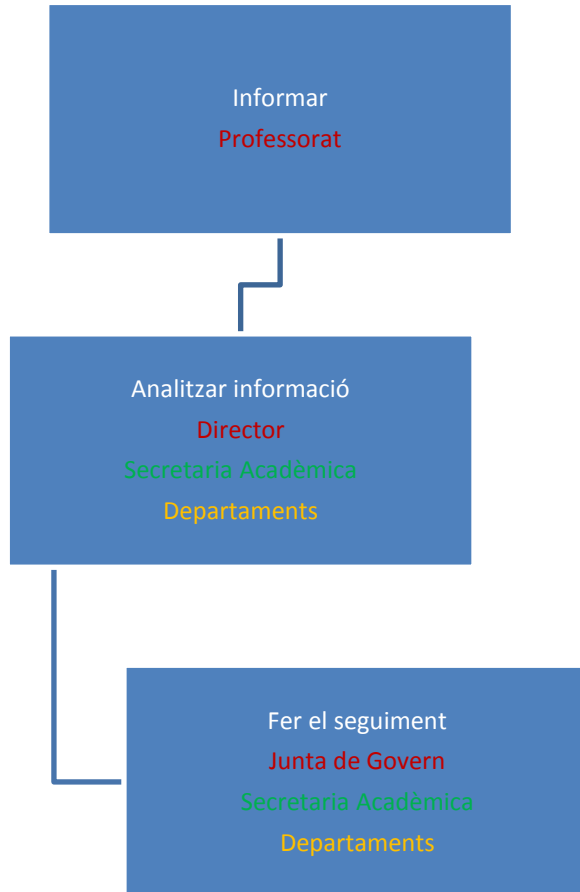 Informar
Professorat
Analitzar informació
Director
Secretaria Acadèmica
Departaments
Fer el seguiment
Junta de Govern
Secretaria Acadèmica
Departaments